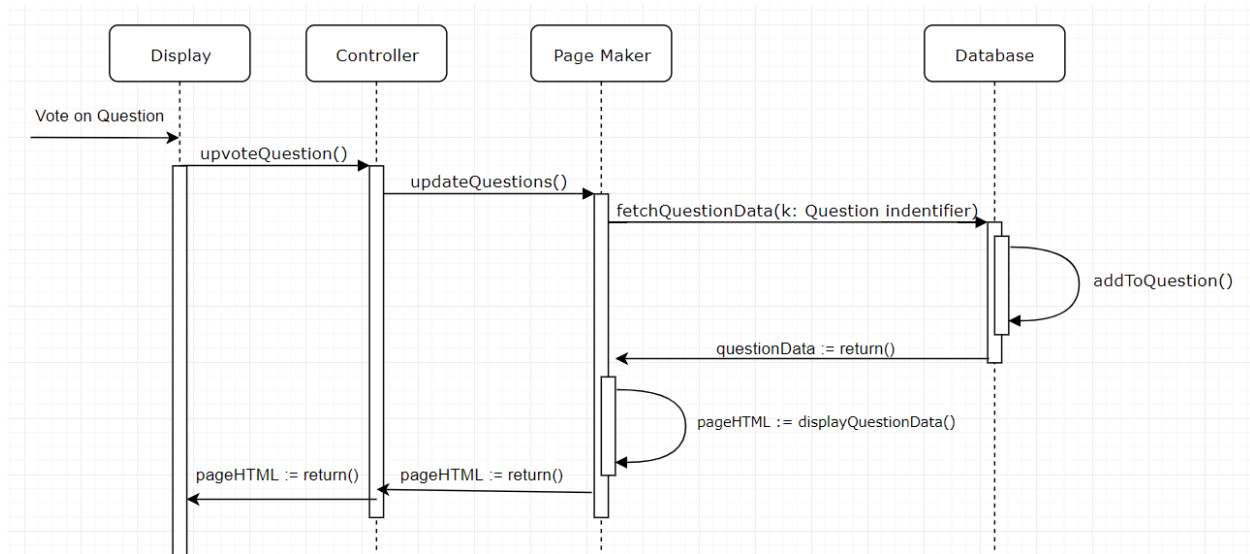 Display
Controller
Page Maker
Database
Vote on Question
upvoteQuestion()
updateQuestions()
fetchQuestionData(k: Question indentifier)
addToQuestion()
questionData := return()
pageHTML := displayQuestionData()
pageHTML := return()
pageHTML := return()